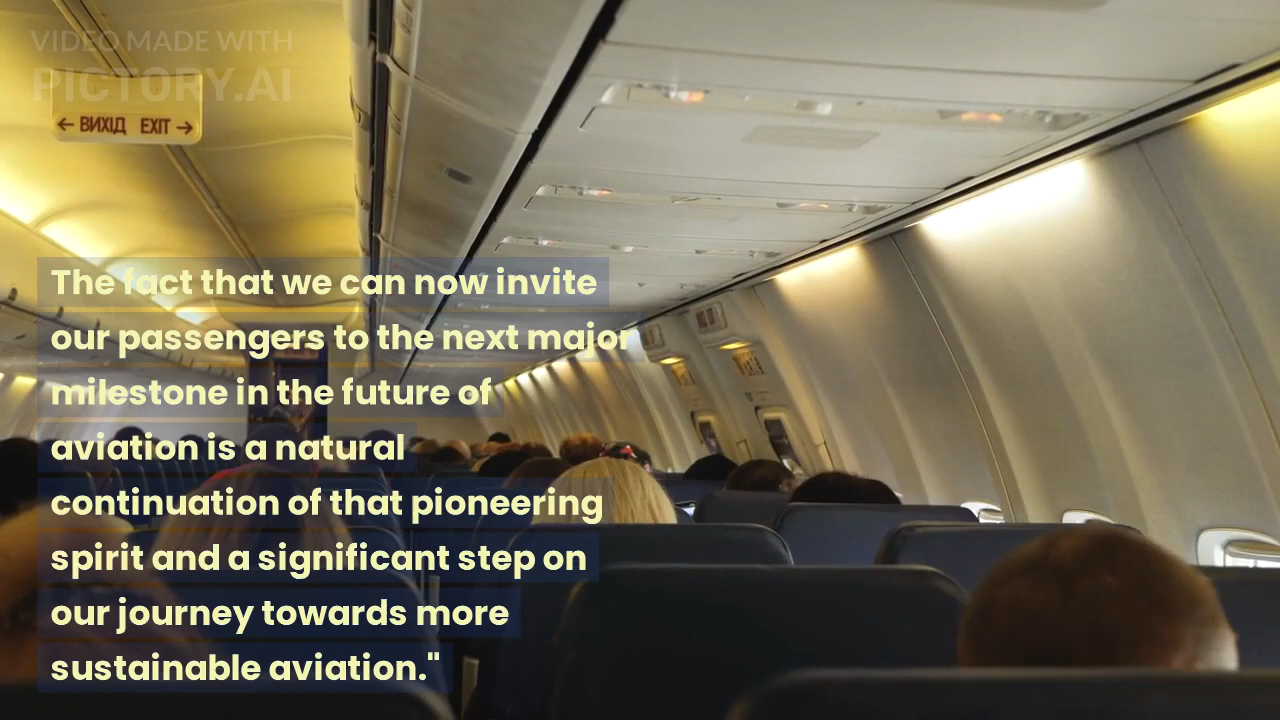 VIDEO MADE WITH
PICTORY.AI
← ВИХІД EXIT →
The fact that we can now invite
our passengers to the next major
milestone in the future of
aviation is a natural
continuation of that pioneering
spirit and a significant step on
our journey towards more
sustainable aviation."